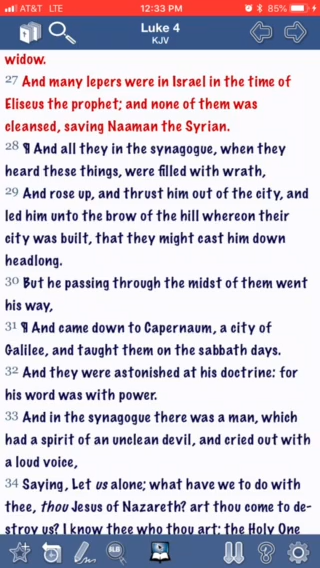 AT&T LTE 12:33 PM 85%
Luke 4
KJV
widow.
27 And many lepers were in Israel in the time of
Eliseus the prophet; and none of them was
cleansed, saving Naaman the Syrian.
28 ¶ And all they in the synagogue, when they
heard these things, were filled with wrath,
29 And rose up, and thrust him out of the city, and
led him unto the brow of the hill whereon their
city was built, that they might cast him down
headlong.
30 But he passing through the midst of them went
his way,
31 ¶ And came down to Capernaum, a city of
Galilee, and taught them on the sabbath days.
32 And they were astonished at his doctrine: for
his word was with power.
33 And in the synagogue there was a man, which
had a spirit of an unclean devil, and cried out with
a loud voice,
34 Saying, Let us alone; what have we to do with
thee, thou Jesus of Nazareth? art thou come to de-
stroy us? I know thee who thou art; the Holy One
BLB